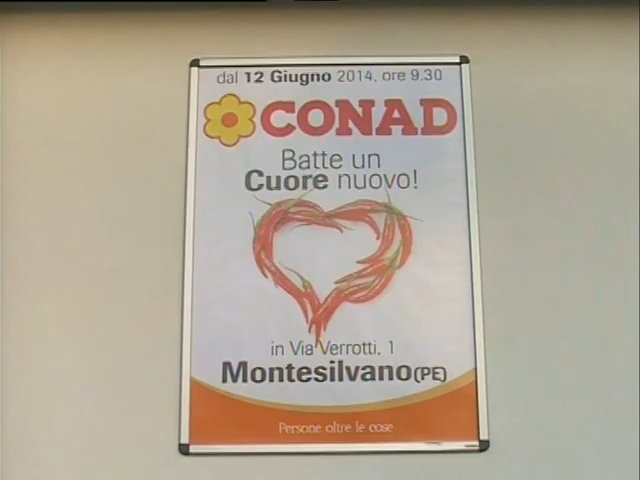 dal 12 Giugno 2014, ore 9.30
CONAD
Batte un
Cuore nuovo!
in Via Verrotti, 1
Montesilvano (PE)
Persone oltre le cose